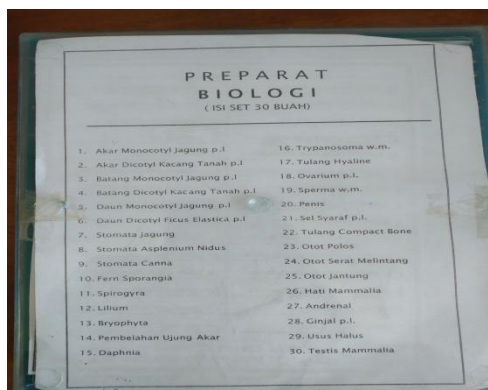 PREPARAT
BIOLOGI
( ISI SET 30 BUAH)
1. Akar Monocotyl Jagung p.l
2. Akar Dicotyl Kacang Tanah p.l
3. Batang Monocotyl Jagung p.l
4. Batang Dicotyl Kacang Tanah p.l
5. Daun Monocotyl Jagung p.l
6. Daun Dicotyl Ficus Elastica p.l
7. Stomata Jagung
8. Stomata Asplenium Nidus
9. Stomata Canna
10. Fern Sporangia
11. Spirogyra
12. Lilium
13. Bryophyta
14. Pembelahan Ujung Akar
15. Daphnia
16. Trypanosoma w.m.
17. Tulang Hyaline
18. Ovarium p.l.
19. Sperma w.m.
20. Penis
21. Sel Syaraf p.l.
22. Tulang Compact Bone
23. Otot Polos
24. Otot Serat Melintang
25. Otot Jantung
26. Hati Mammalia
27. Andrenal
28. Ginjal p.l.
29. Usus Halus
30. Testis Mammalia